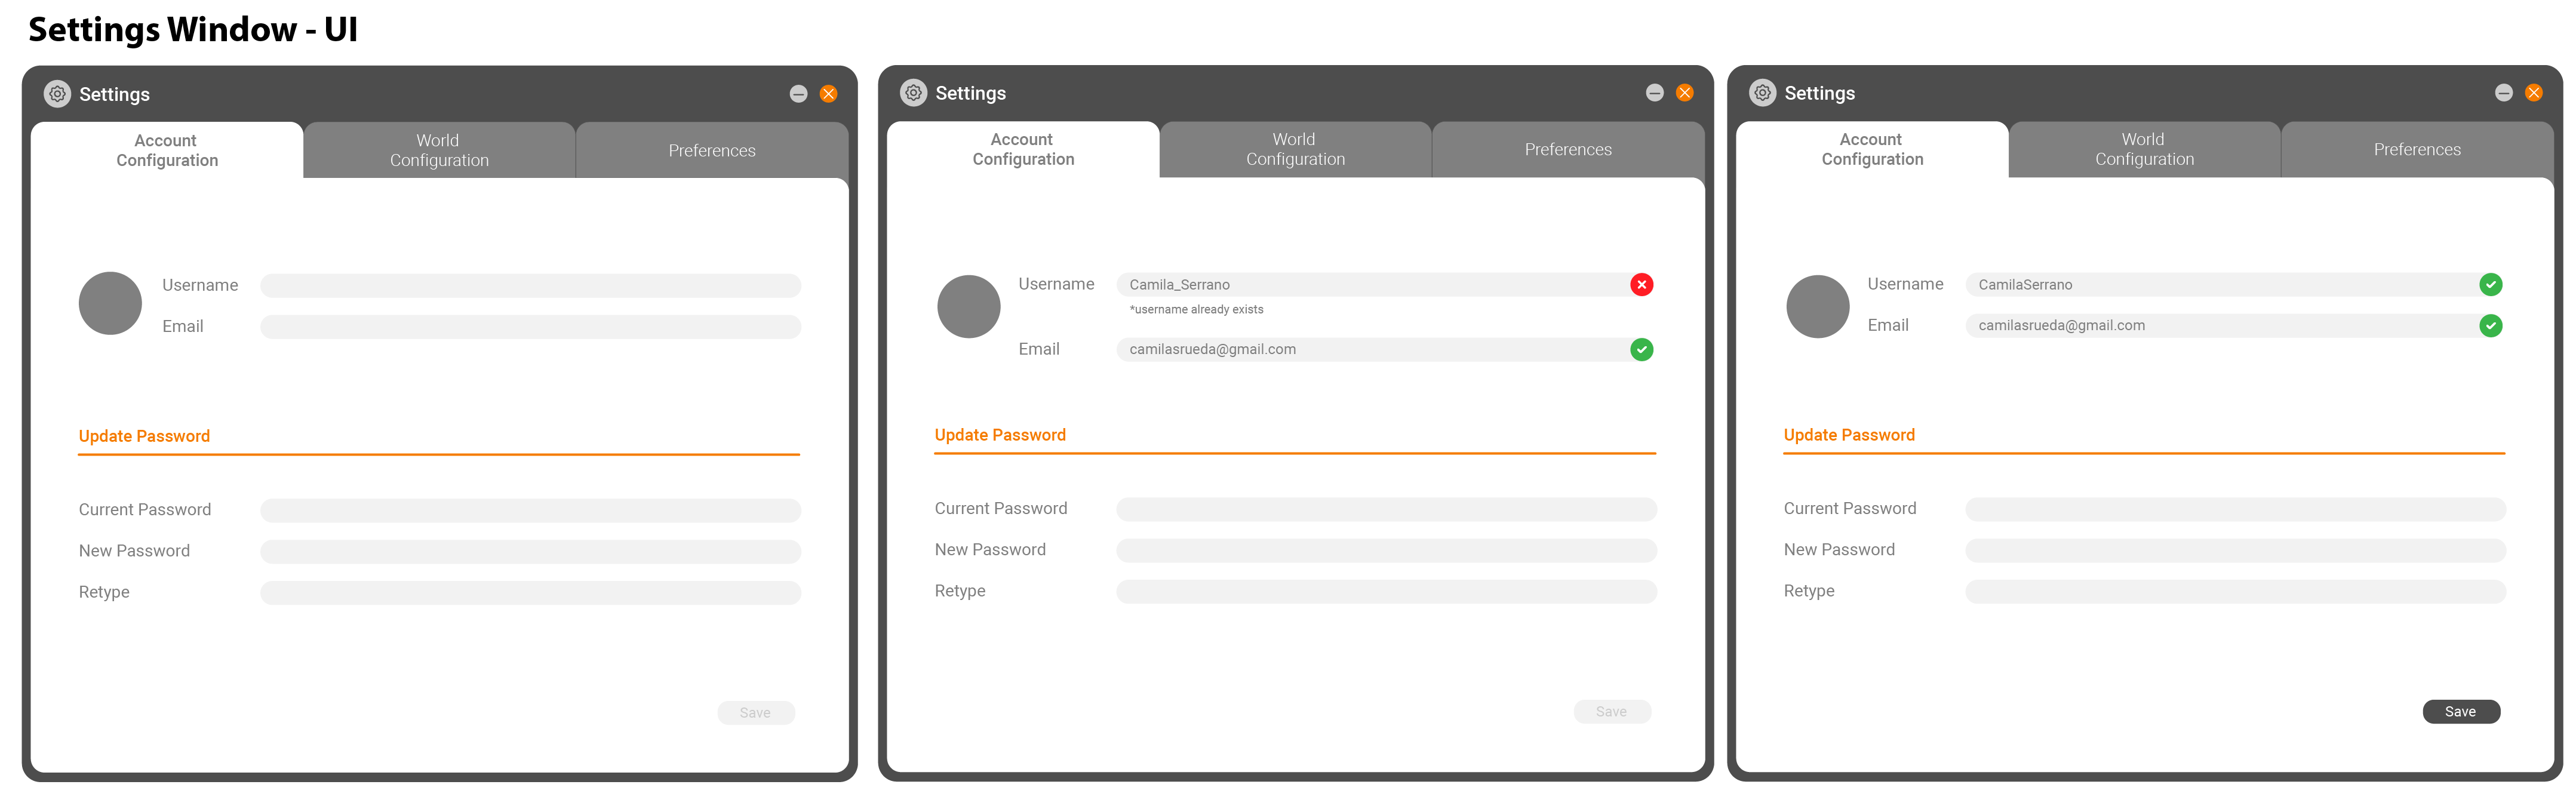 Settings Window - UI
Settings
Account
Configuration
World
Configuration
Preferences
Username
Email
Update Password
Current Password
New Password
Retype
Save
Settings
Account
Configuration
World
Configuration
Preferences
Username
Camila_Serrano
*username already exists
Email
camilasrueda@gmail.com
Update Password
Current Password
New Password
Retype
Save
Settings
Account
Configuration
World
Configuration
Preferences
Username
CamilaSerrano
Email
camilasrueda@gmail.com
Update Password
Current Password
New Password
Retype
Save